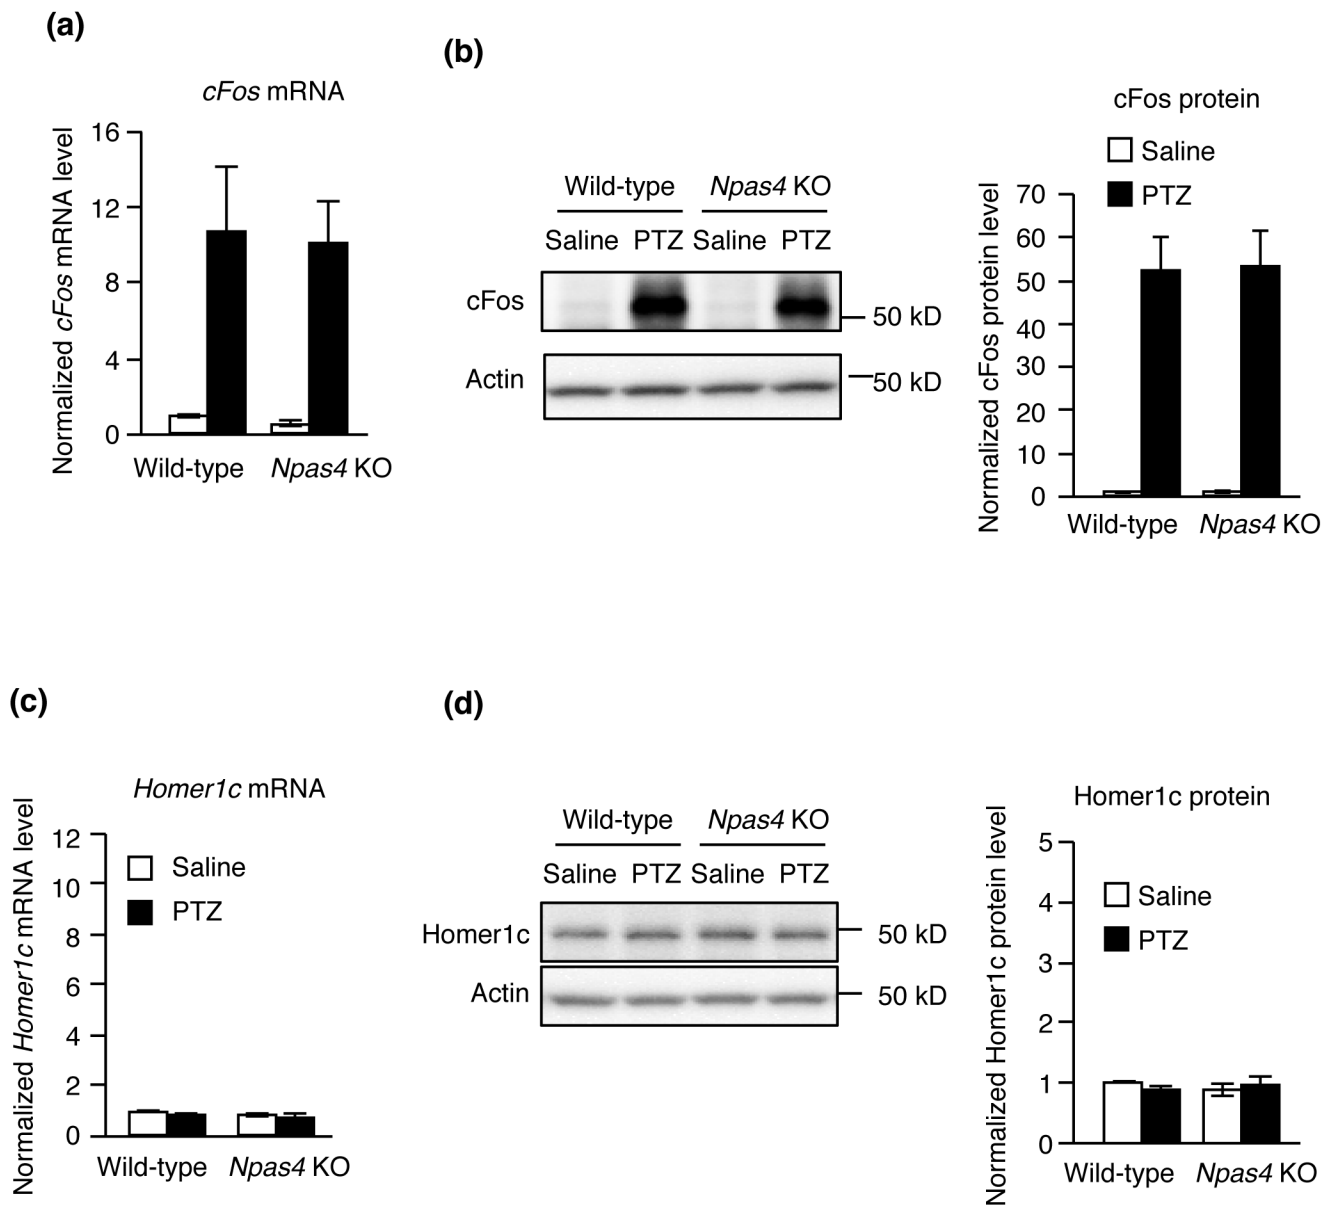 (a)
cFos mRNA
Normalized cFos mRNA level
16
12
8
4
0
Wild-type Npas4 KO
(b)
Wild-type Npas4 KO
Saline PTZ Saline PTZ
cFos
50 kD
Actin
50 kD
cFos protein
Saline
PTZ
Normalized cFos protein level
70
60
50
40
30
20
10
0
Wild-type Npas4 KO
(c)
Homer1c mRNA
Normalized Homer1c mRNA level
12
10
8
6
4
2
0
Saline
PTZ
Wild-type Npas4 KO
(d)
Wild-type Npas4 KO
Saline PTZ Saline PTZ
Homer1c
50 kD
Actin
50 kD
Homer1c protein
Normalized Homer1c protein level
5
4
3
2
1
0
Saline
PTZ
Wild-type Npas4 KO